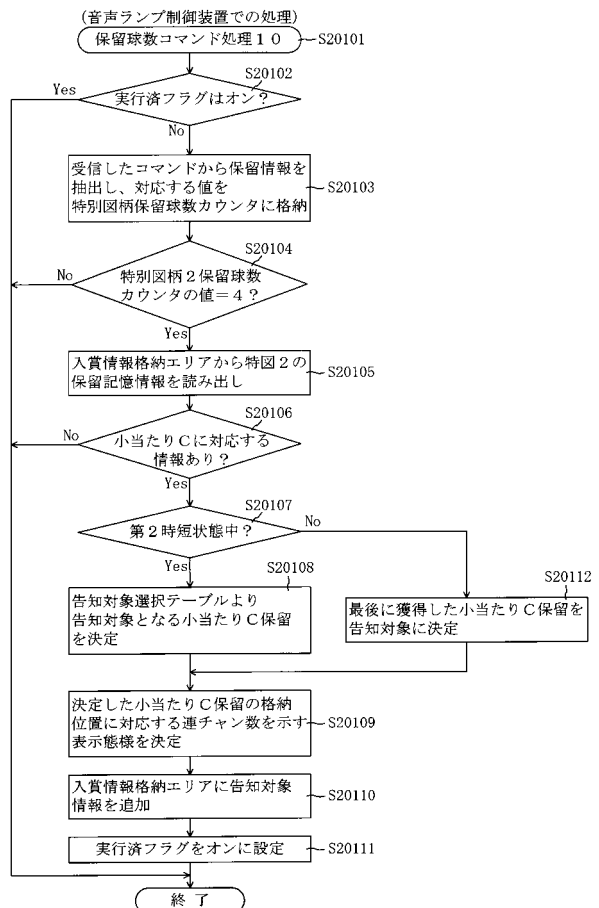 (音声ランプ制御装置での処理)
保留球数コマンド処理10
S20101
S20102
Yes
実行済フラグはオン？
No
受信したコマンドから保留情報を
抽出し、対応する値を
特別図柄保留球数カウンタに格納
S20103
S20104
No
特別図柄2保留球数
カウンタの値＝4？
Yes
入賞情報格納エリアから特図2の
保留記憶情報を読み出し
S20105
S20106
No
小当たりCに対応する
情報あり？
Yes
S20107
第2時短状態中？
No
Yes
S20108
告知対象選択テーブルより
告知対象となる小当たりC保留
を決定
S20112
最後に獲得した小当たりC保留を
告知対象に決定
決定した小当たりC保留の格納
位置に対応する連チャン数を示す
表示態様を決定
S20109
入賞情報格納エリアに告知対象
情報を追加
S20110
実行済フラグをオンに設定
S20111
終了